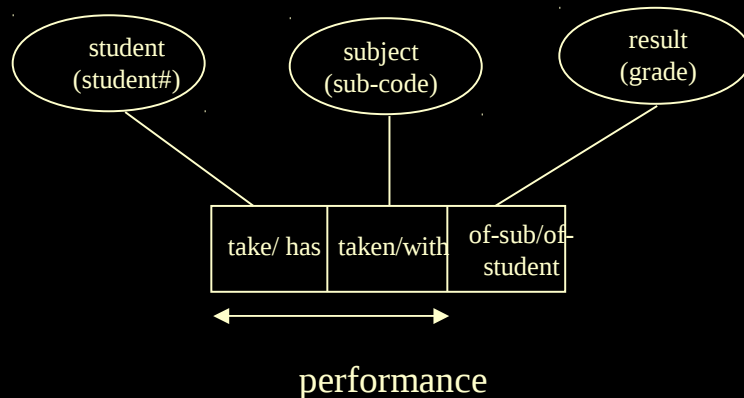 student
(student#)
subject
(sub-code)
result
(grade)
take/ has
taken/with
of-sub/of-
student
performance